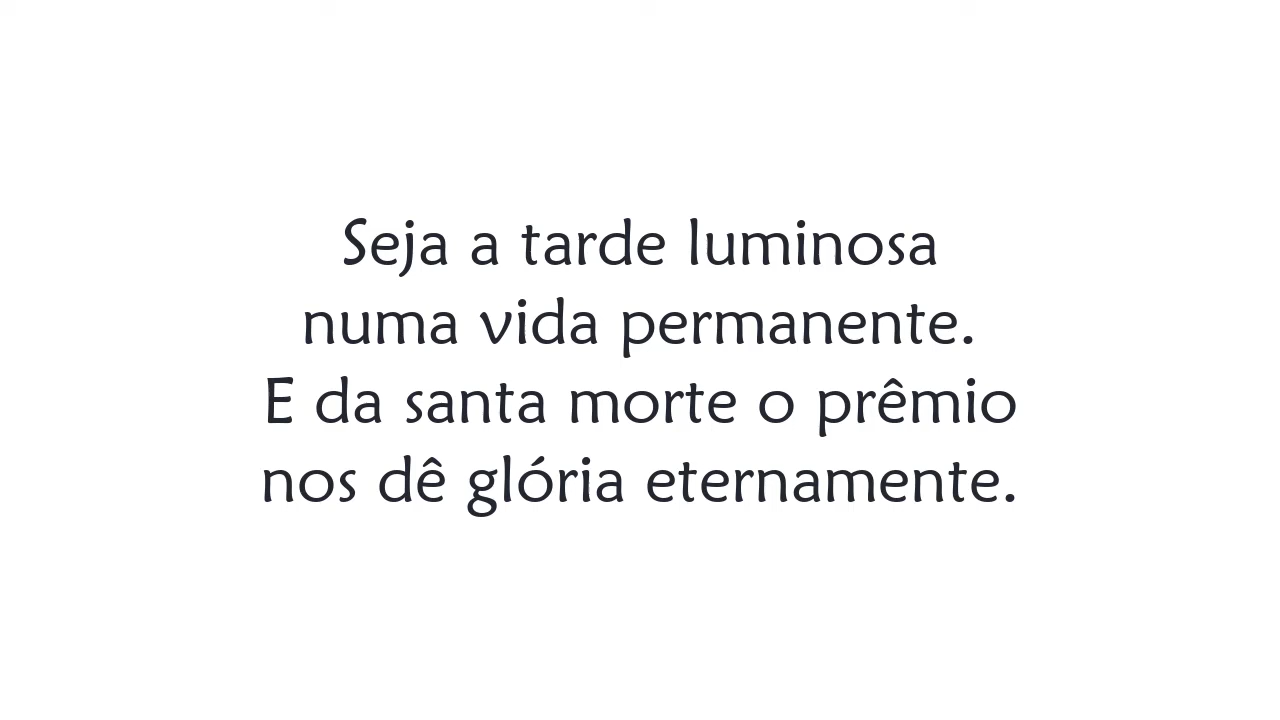 Seja a tarde luminosa
numa vida permanente.
E da santa morte o prêmio
nos dê glória eternamente.